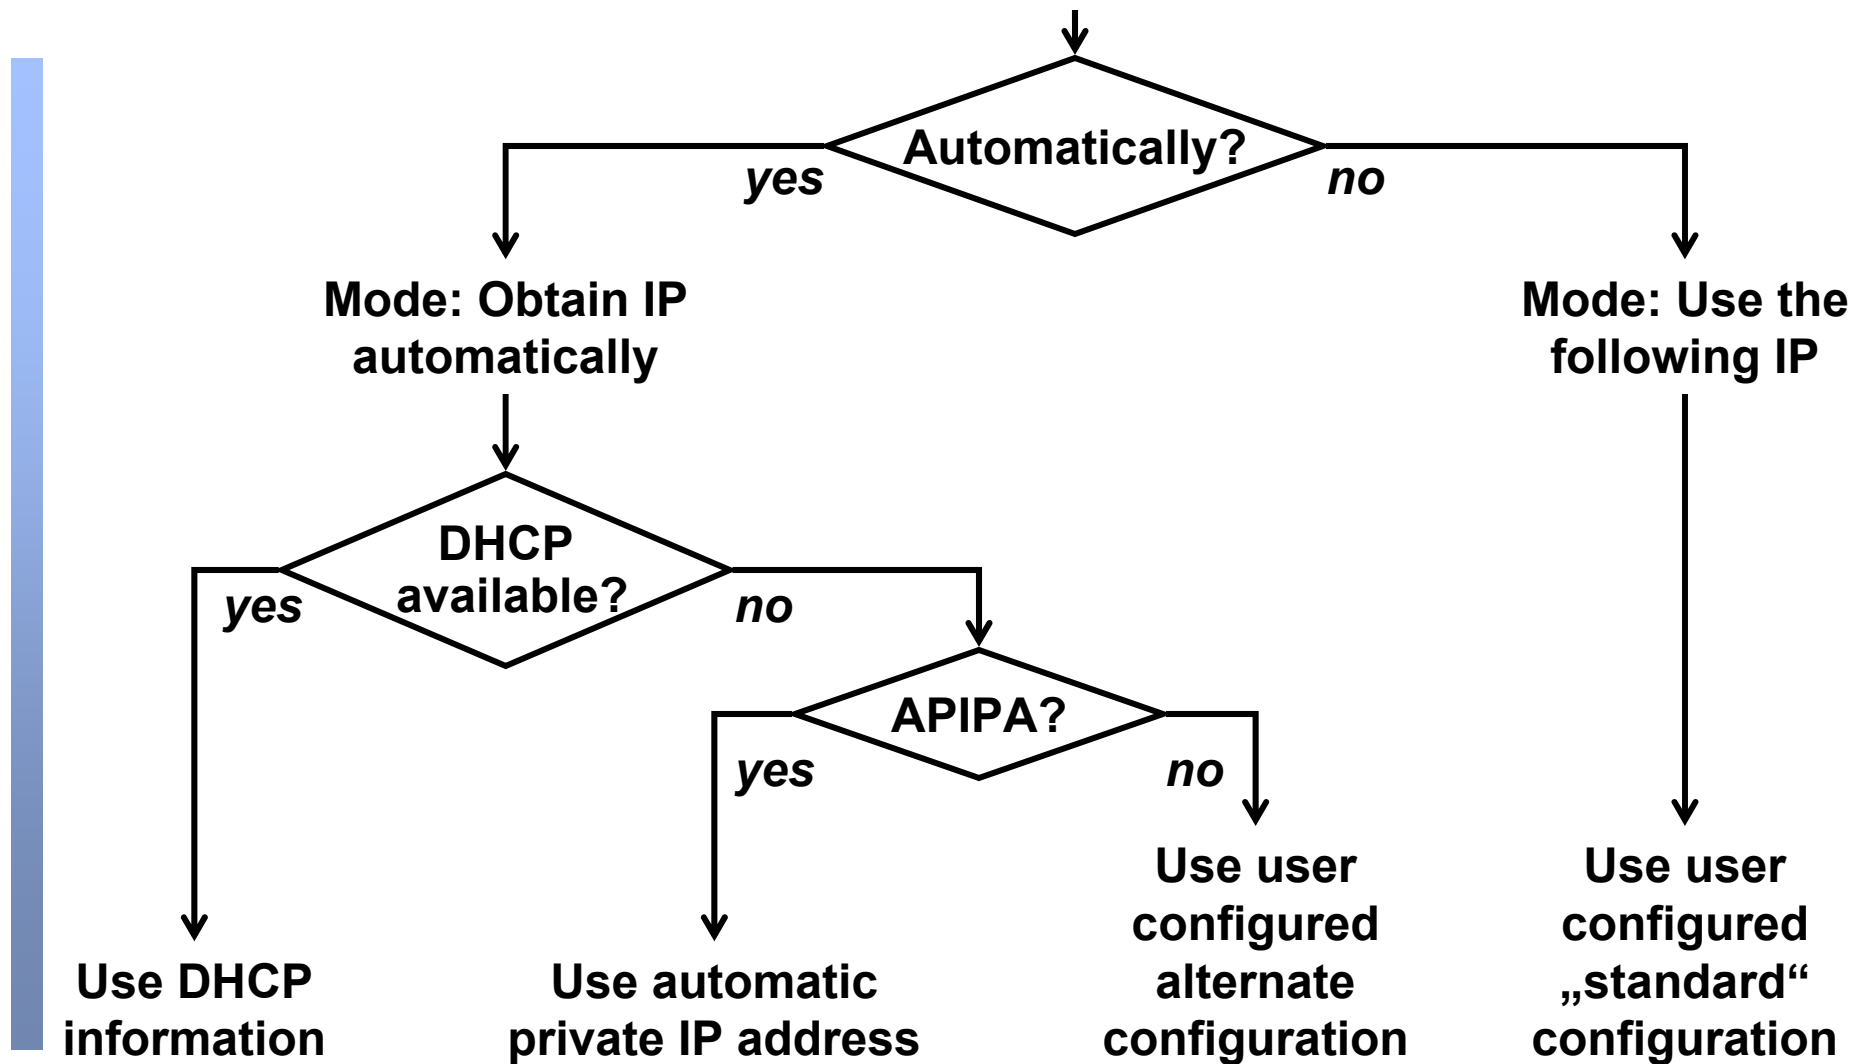 Automatically?
yes
no
Mode: Obtain IP
automatically
Mode: Use the
following IP
DHCP
available?
yes
no
APIPA?
yes
no
Use DHCP
information
Use automatic
private IP address
Use user
configured
alternate
configuration
Use user
configured
„standard“
configuration